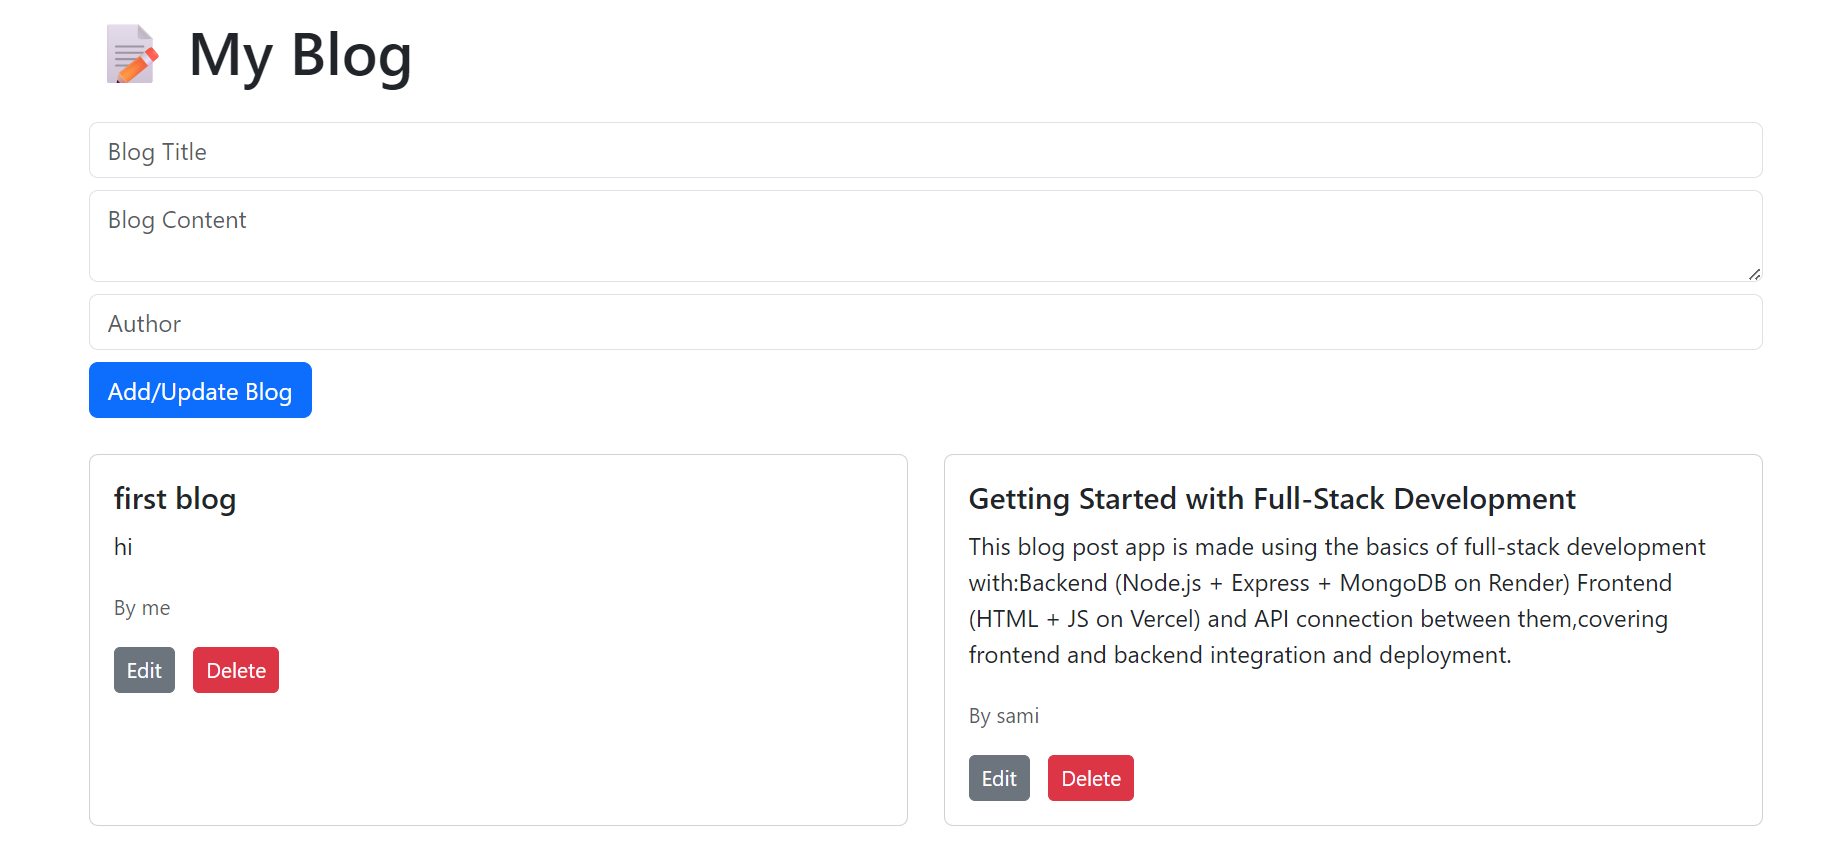 My Blog
Blog Title
Blog Content
Author
Add/Update Blog
first blog
hi
By me
Edit
Delete
Getting Started with Full-Stack Development
This blog post app is made using the basics of full-stack development
with:Backend (Node.js + Express + MongoDB on Render) Frontend
(HTML + JS on Vercel) and API connection between them,covering
frontend and backend integration and deployment.
By sami
Edit
Delete